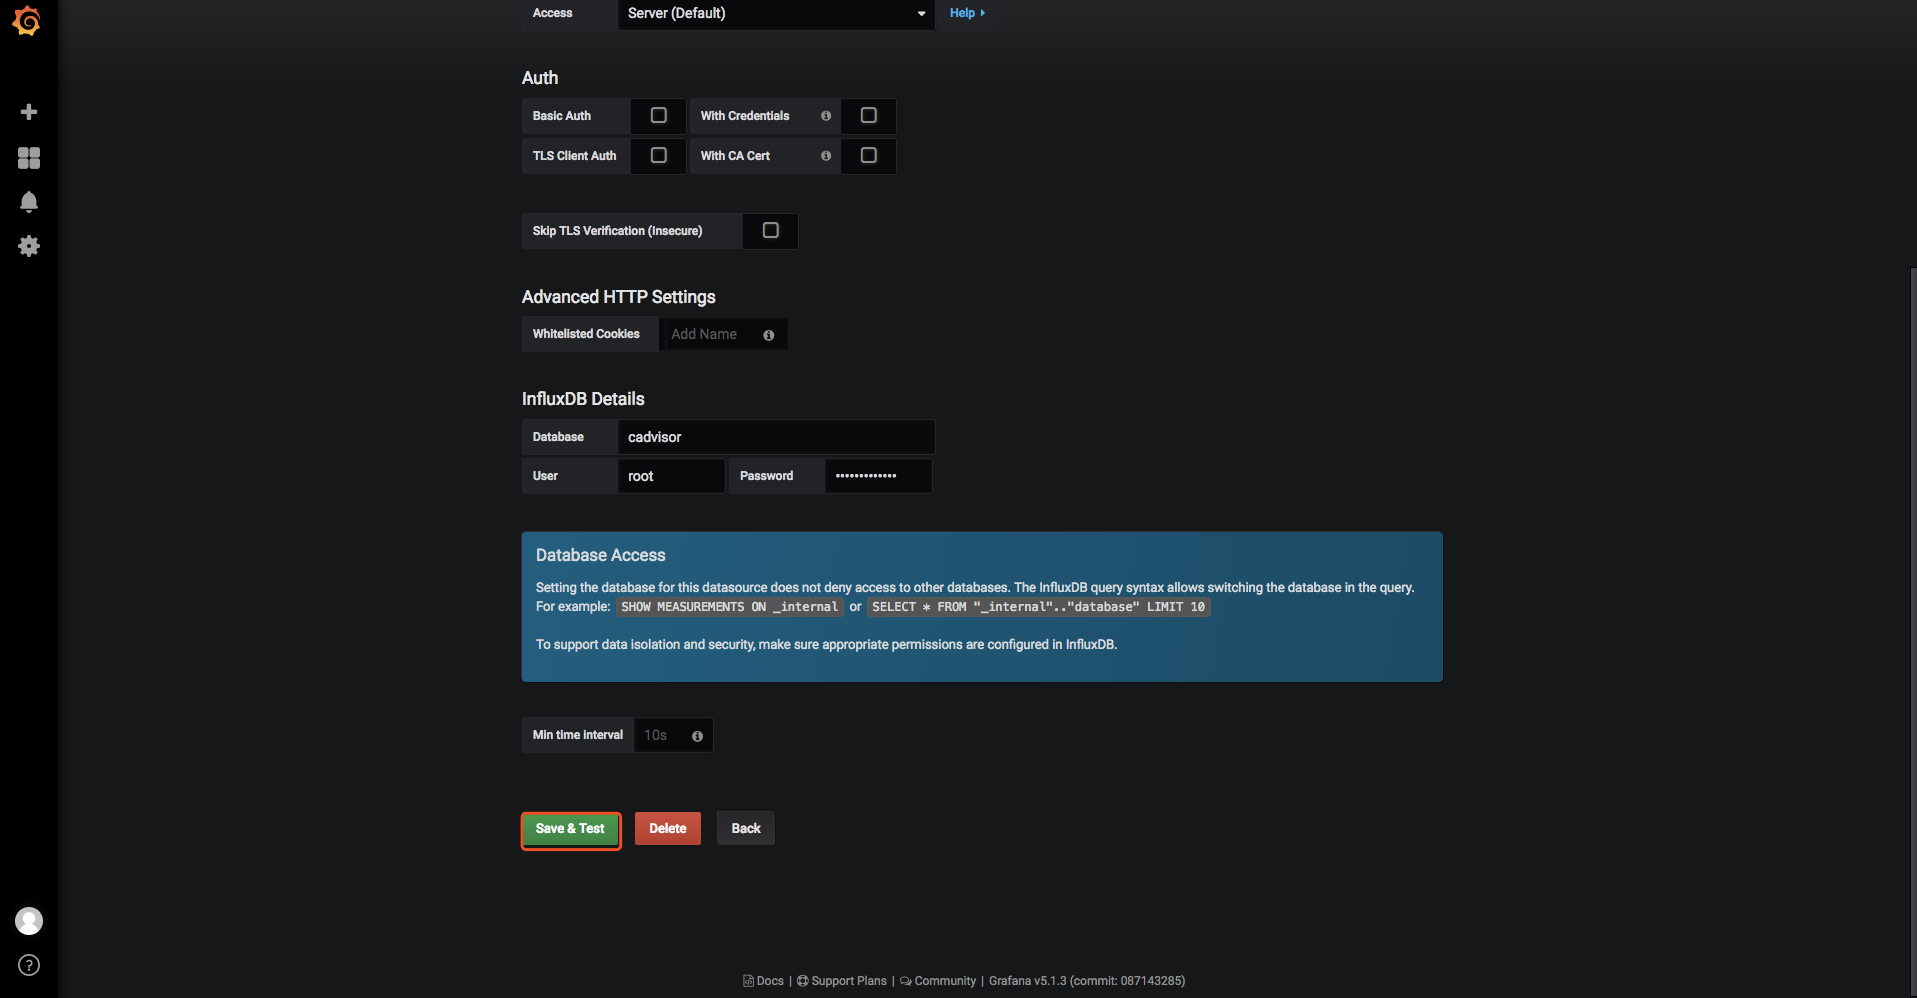 Access Server (Default) Help
Auth
Basic Auth With Credentials
TLS Client Auth With CA Cert
Skip TLS Verification (Insecure)
Advanced HTTP Settings
Whitelisted Cookies Add Name
InfluxDB Details
Database cadvisor
User root Password •••••••••••••
Database Access
Setting the database for this datasource does not deny access to other databases. The InfluxDB query syntax allows switching the database in the query.
For example: SHOW MEASUREMENTS ON _internal or SELECT * FROM "_internal".."database" LIMIT 10
To support data isolation and security, make sure appropriate permissions are configured in InfluxDB.
Min time interval 10s
Save & Test Delete Back
Docs | Support Plans | Community | Grafana v5.1.3 (commit: 087143285)